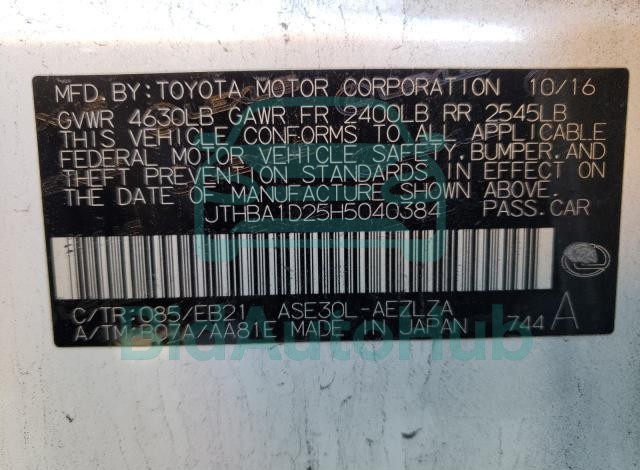 MFD. BY: TOYOTA MOTOR CORPORATION 10/16
GVWR 4630LB GAWR FR 2400LB RR 2545LB
THIS VEHICLE CONFORMS TO ALL APPLICABLE
FEDERAL MOTOR VEHICLE SAFETY, BUMPER, AND
THEFT PREVENTION STANDARDS IN EFFECT ON
THE DATE OF MANUFACTURE SHOWN ABOVE.
JTHBA1D25H5040384 PASS. CAR
C/TR: 085/EB21 ASE30L-AEZLZA
A/TM: B07A/AA81E MADE IN JAPAN 744 A
BidAutoHub